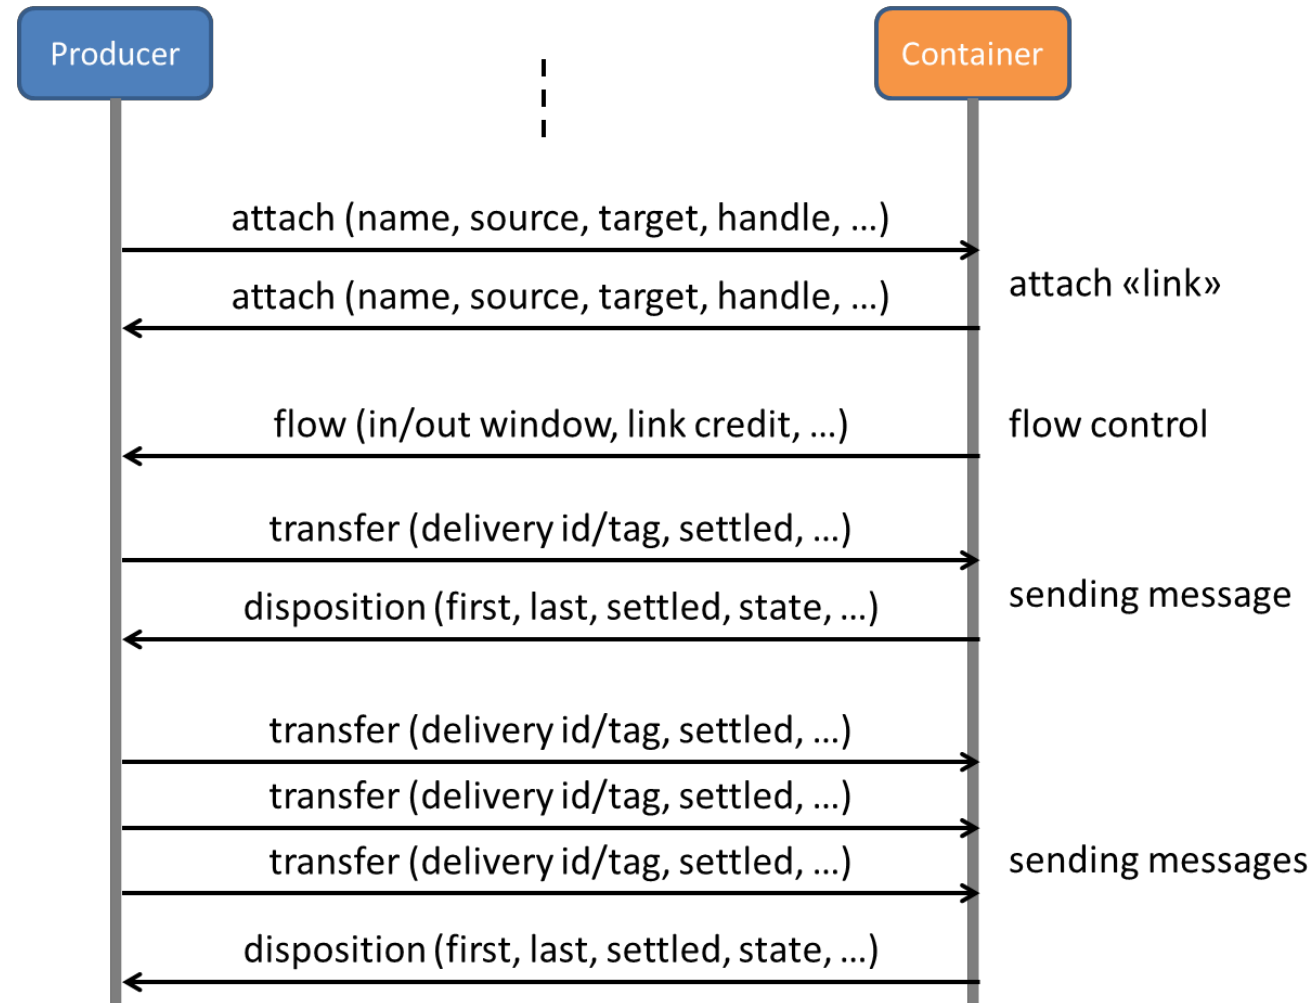 Producer
Container
attach (name, source, target, handle, ...)
attach «link»
attach (name, source, target, handle, ...)
flow (in/out window, link credit, ...)
flow control
transfer (delivery id/tag, settled, ...)
sending message
disposition (first, last, settled, state, ...)
transfer (delivery id/tag, settled, ...)
transfer (delivery id/tag, settled, ...)
transfer (delivery id/tag, settled, ...)
sending messages
disposition (first, last, settled, state, ...)